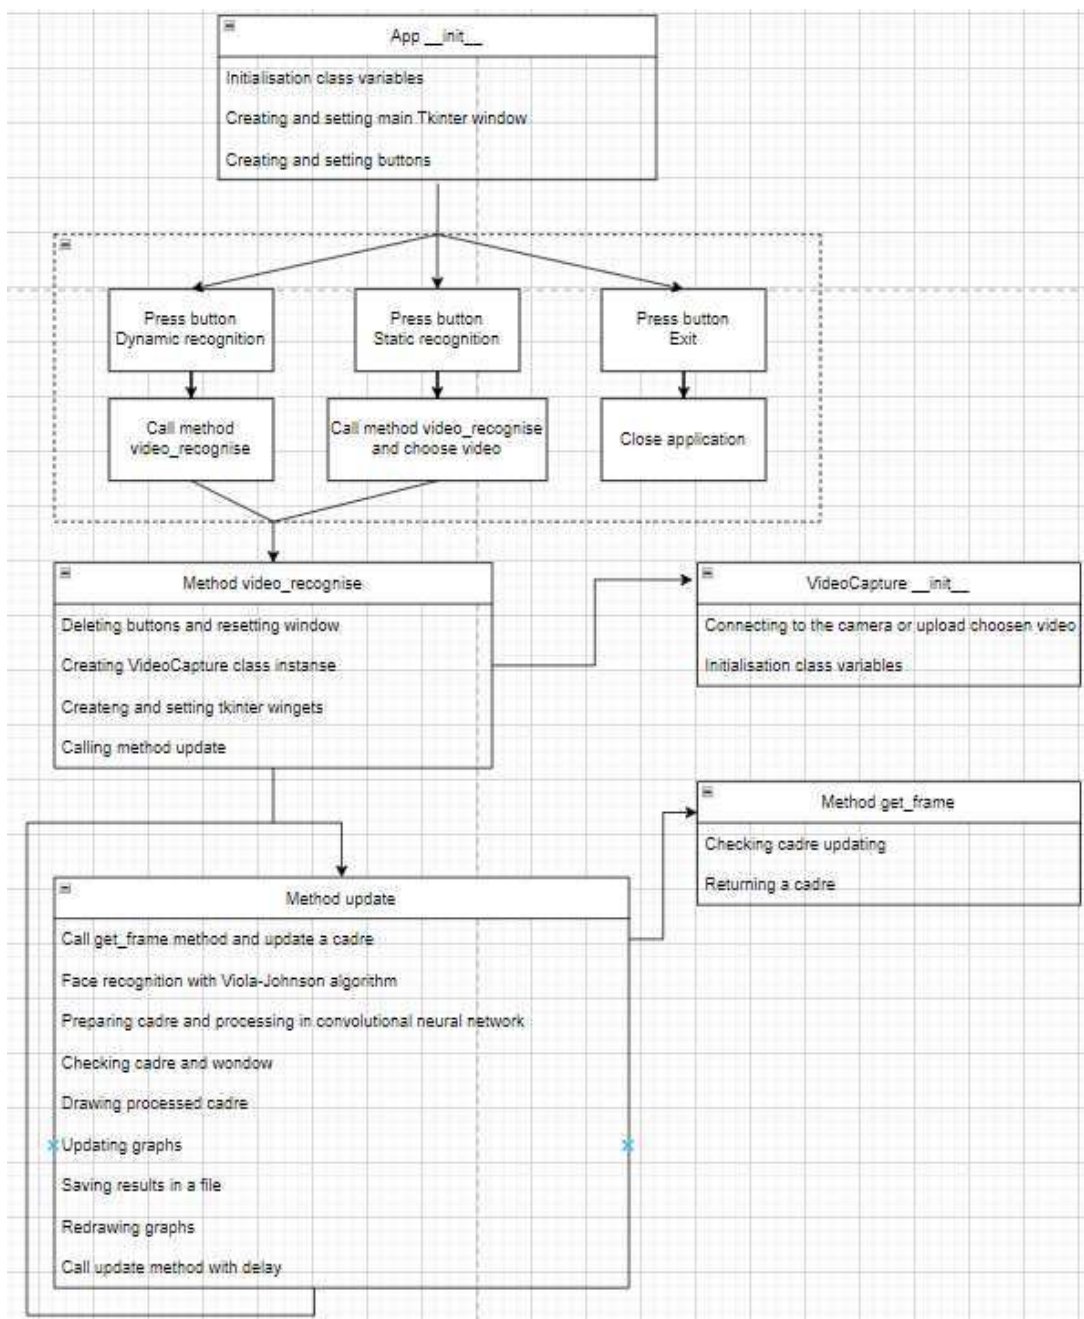 App __init__
Initialisation class variables
Creating and setting main Tkinter window
Creating and setting buttons
Press button
Dynamic recognition
Press button
Static recognition
Press button
Exit
Call method
video_recognise
Call method video_recognise
and choose video
Close application
Method video_recognise
Deleting buttons and resetting window
Creating VideoCapture class instanse
Createng and setting tkinter wingets
Calling method update
VideoCapture __init__
Connecting to the camera or upload choosen video
Initialisation class variables
Method get_frame
Checking cadre updating
Returning a cadre
Method update
Call get_frame method and update a cadre
Face recognition with Viola-Johnson algorithm
Preparing cadre and processing in convolutional neural network
Checking cadre and wondow
Drawing processed cadre
Updating graphs
Saving results in a file
Redrawing graphs
Call update method with delay